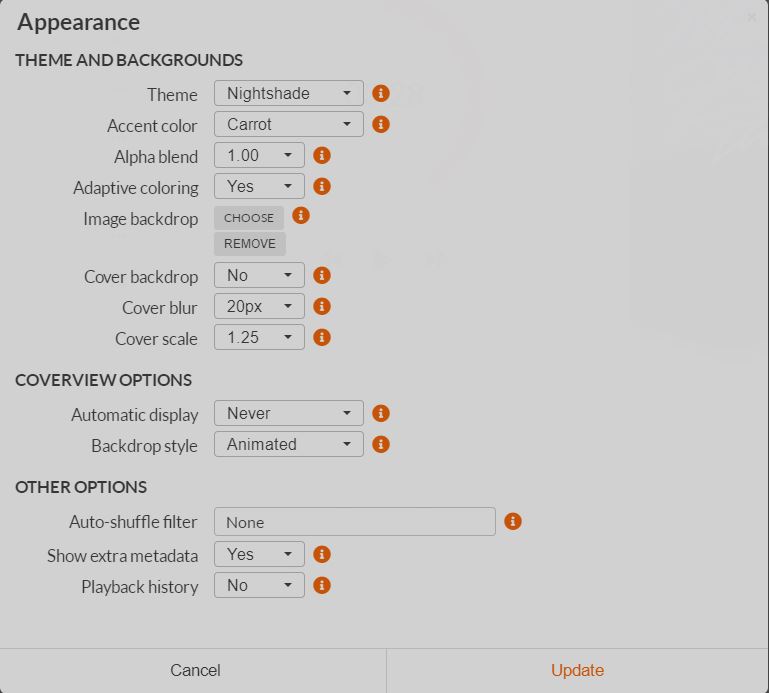 Appearance
THEME AND BACKGROUNDS
Theme Nightshade
Accent color Carrot
Alpha blend 1.00
Adaptive coloring Yes
Image backdrop CHOOSE
REMOVE
Cover backdrop No
Cover blur 20px
Cover scale 1.25
COVERVIEW OPTIONS
Automatic display Never
Backdrop style Animated
OTHER OPTIONS
Auto-shuffle filter None
Show extra metadata Yes
Playback history No
Cancel Update